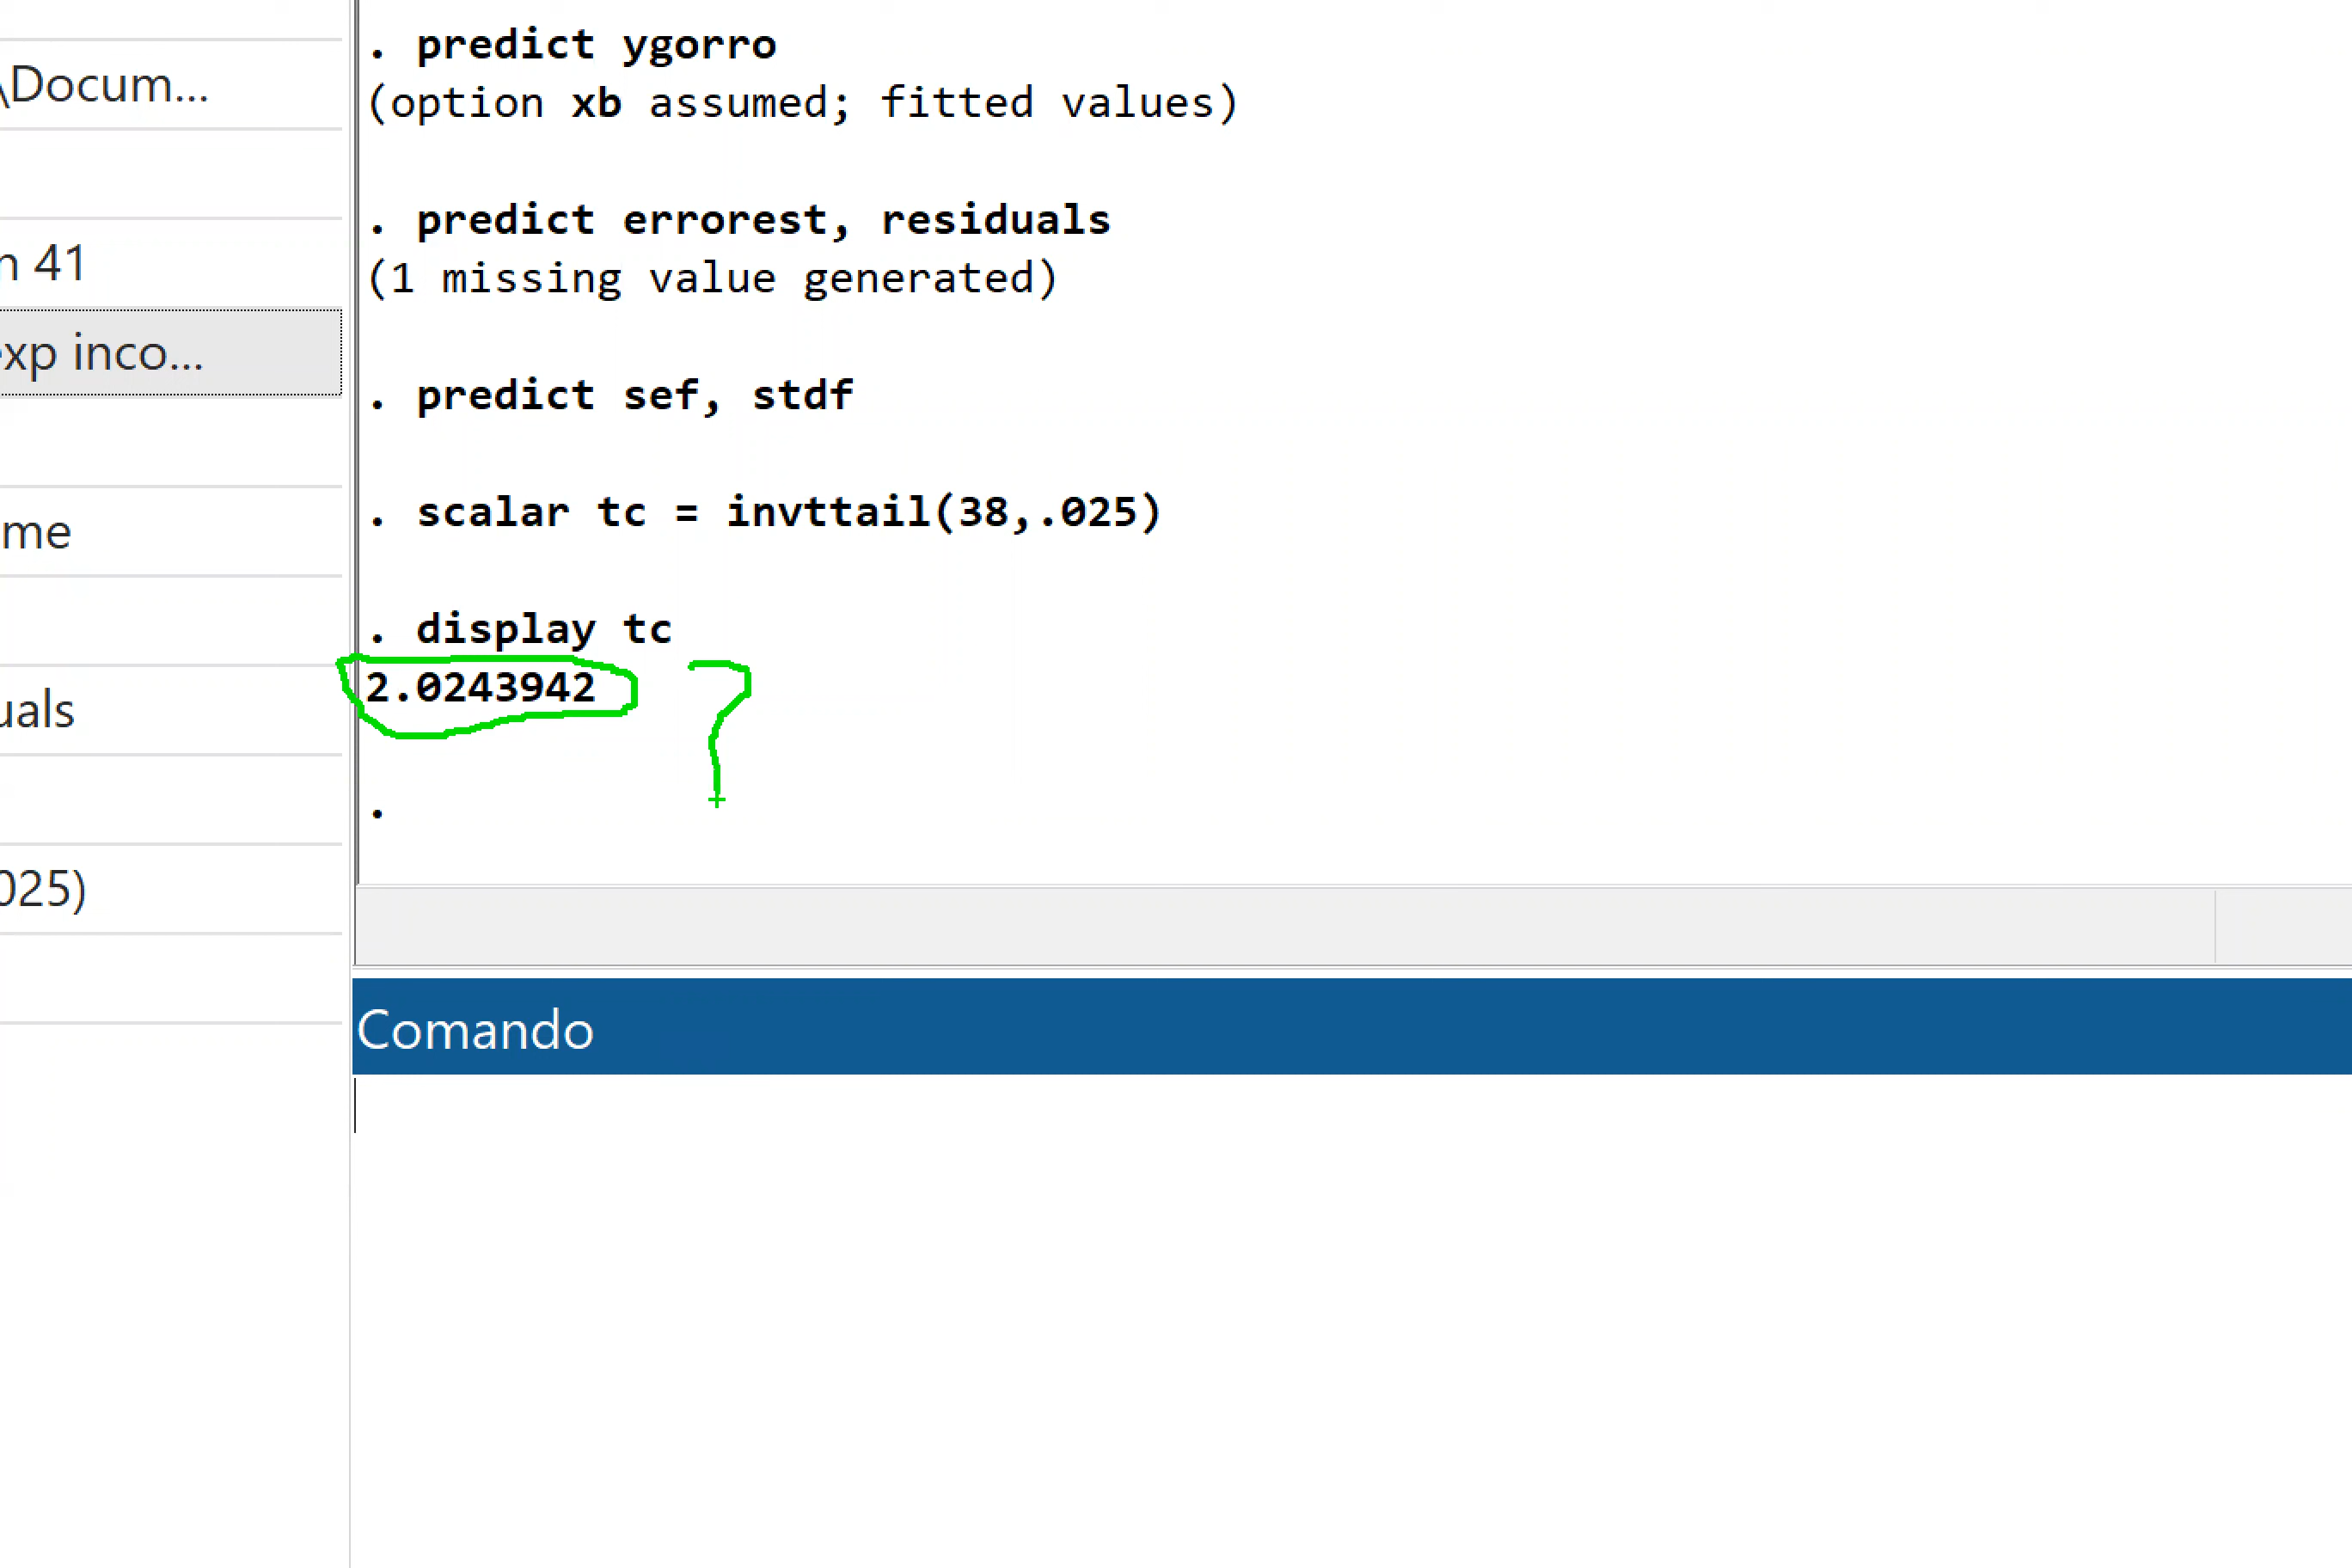 \Docum...
n 41
xp inco...
me
uals
025)
. predict ygorro
(option xb assumed; fitted values)
. predict errorest, residuals
(1 missing value generated)
. predict sef, stdf
. scalar tc = invttail(38,.025)
. display tc
2.0243942 ?
.
Comando